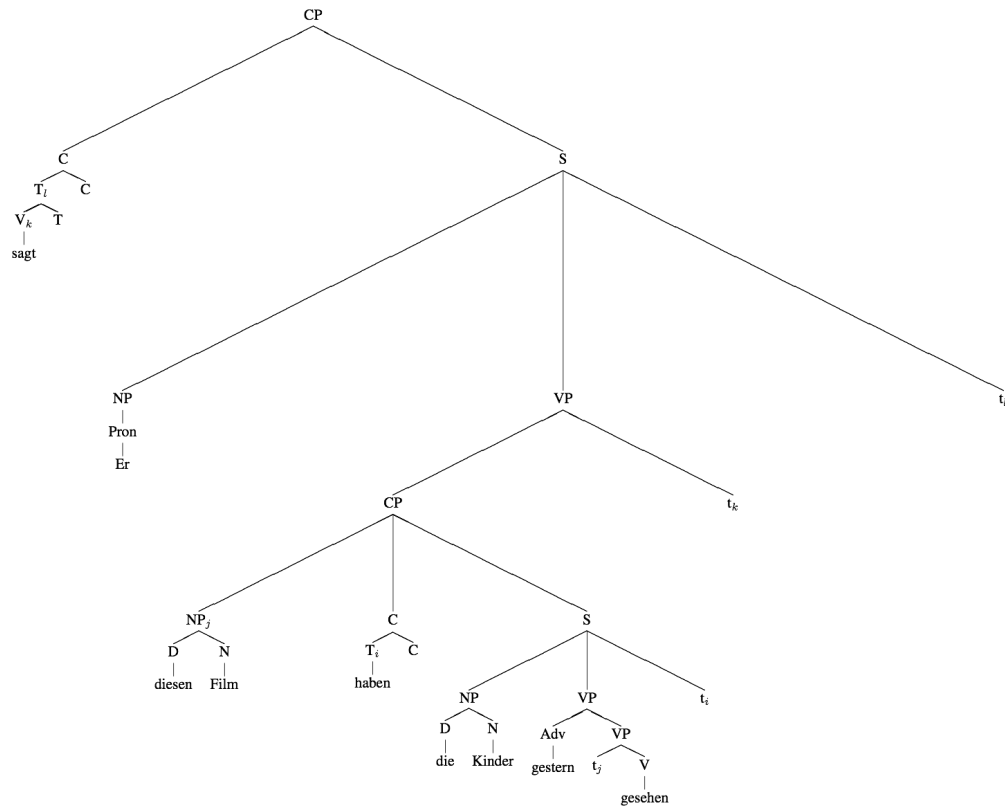 CP
C S
T_l C
V_k T
sagt
NP VP t_l
Pron
Er
CP t_k
NP_j C S
D N T_i C
diesen Film haben
NP VP t_i
D N Adv VP
die Kinder gestern t_j V
gesehen